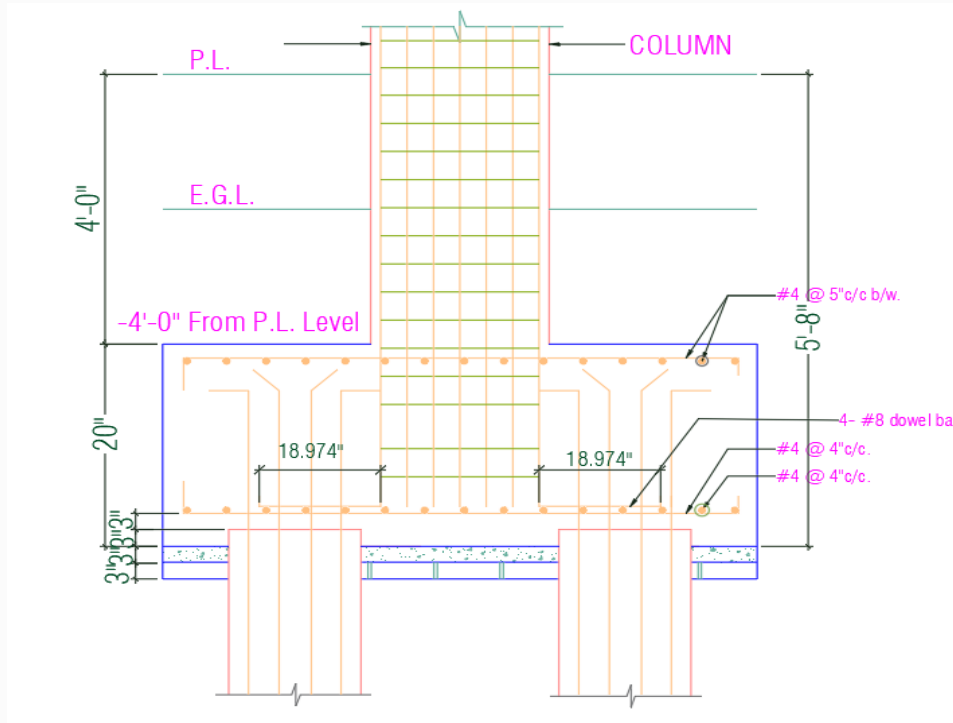 COLUMN
P.L.
4'-0"
E.G.L.
#4 @ 5"c/c b/w.
5'-8"
-4'-0" From P.L. Level
20"
4- #8 dowel ba
18.974"
18.974"
#4 @ 4"c/c.
#4 @ 4"c/c.
3"
3"
3"
3"